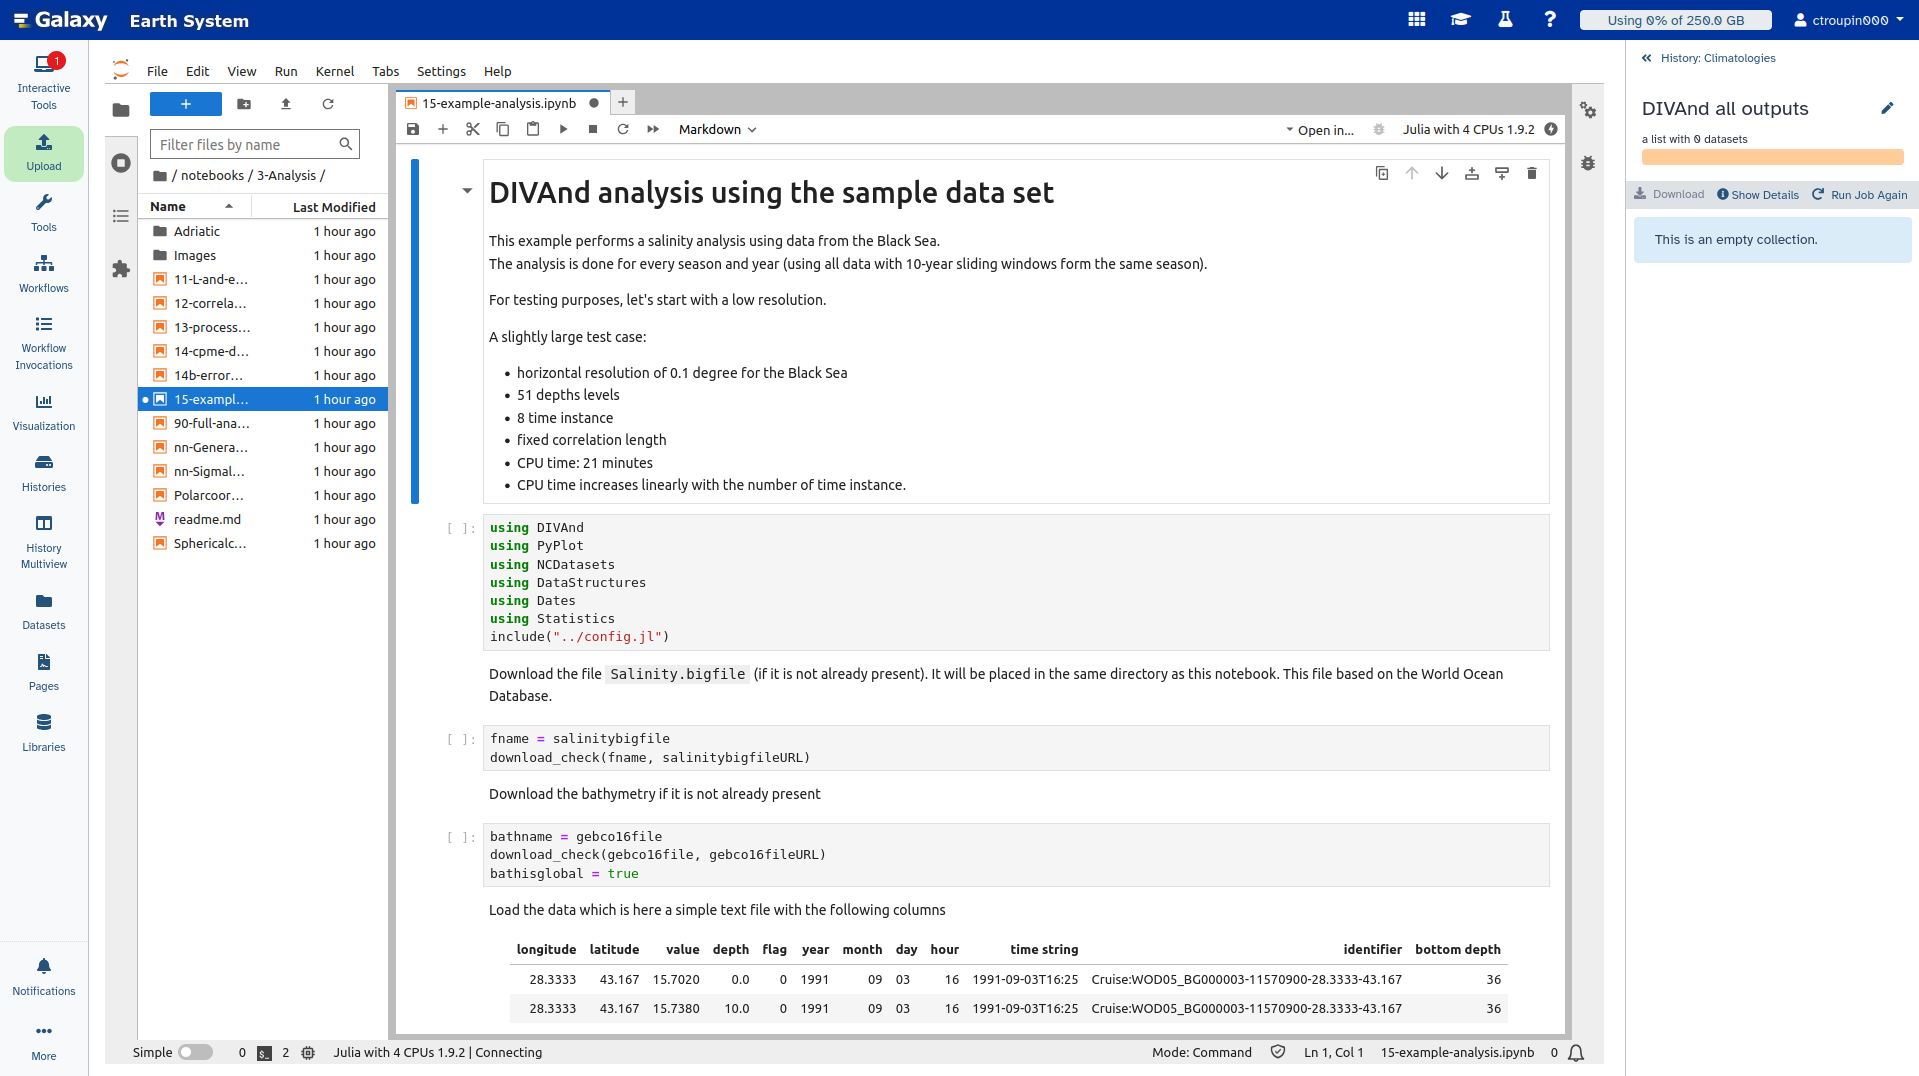 Galaxy Earth System
Using 0% of 250.0 GB
ctroupin000
1
Interactive
Tools
Upload
Tools
Workflows
Workflow
Invocations
Visualization
Histories
History
Multiview
Datasets
Pages
Libraries
Notifications
More
File Edit View Run Kernel Tabs Settings Help
Filter files by name
/ notebooks / 3-Analysis /
Name Last Modified
Adriatic 1 hour ago
Images 1 hour ago
11-L-and-e... 1 hour ago
12-correla... 1 hour ago
13-process... 1 hour ago
14-cpme-d... 1 hour ago
14b-error... 1 hour ago
15-exampl... 1 hour ago
90-full-ana... 1 hour ago
nn-Genera... 1 hour ago
nn-Sigmal... 1 hour ago
Polarcoor... 1 hour ago
readme.md 1 hour ago
Sphericalc... 1 hour ago
15-example-analysis.ipynb
Markdown
Open in...
Julia with 4 CPUs 1.9.2
DIVAnd analysis using the sample data set
This example performs a salinity analysis using data from the Black Sea.
The analysis is done for every season and year (using all data with 10-year sliding windows form the same season).
For testing purposes, let's start with a low resolution.
A slightly large test case:
• horizontal resolution of 0.1 degree for the Black Sea
• 51 depths levels
• 8 time instance
• fixed correlation length
• CPU time: 21 minutes
• CPU time increases linearly with the number of time instance.
[ ]: using DIVAnd
using PyPlot
using NCDatasets
using DataStructures
using Dates
using Statistics
include("../config.jl")
Download the file Salinity.bigfile (if it is not already present). It will be placed in the same directory as this notebook. This file based on the World Ocean
Database.
[ ]: fname = salinitybigfile
download_check(fname, salinitybigfileURL)
Download the bathymetry if it is not already present
[ ]: bathname = gebco16file
download_check(gebco16file, gebco16fileURL)
bathisglobal = true
Load the data which is here a simple text file with the following columns
longitude latitude value depth flag year month day hour time string identifier bottom depth
28.3333 43.167 15.7020 0.0 0 1991 09 03 16 1991-09-03T16:25 Cruise:WOD05_BG000003-11570900-28.3333-43.167 36
28.3333 43.167 15.7380 10.0 0 1991 09 03 16 1991-09-03T16:25 Cruise:WOD05_BG000003-11570900-28.3333-43.167 36
Simple 0 2 Julia with 4 CPUs 1.9.2 | Connecting
Mode: Command Ln 1, Col 1 15-example-analysis.ipynb 0
History: Climatologies
DIVAnd all outputs
a list with 0 datasets
Download Show Details Run Job Again
This is an empty collection.